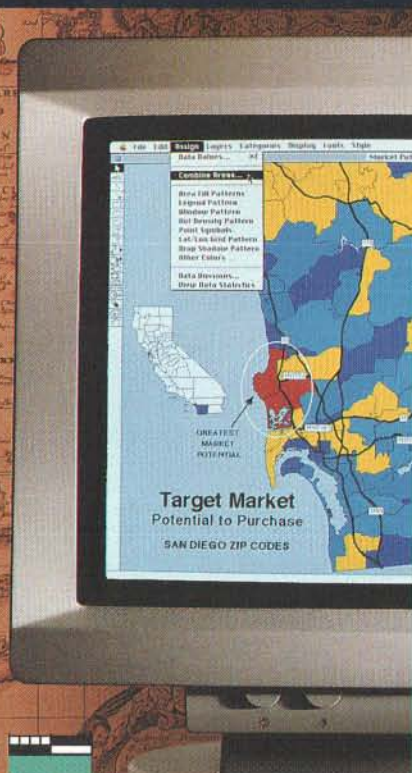 File Edit Design Layers Categories Display Fonts Style
Data Values...
Combine Areas...
Area Fill Patterns
Legend Pattern
Window Pattern
Dot Density Pattern
Point Symbols
Lat/Lon Grid Pattern
Drop Shadow Pattern
Other Colors
Data Divisions...
View Data Statistics
GREATEST
MARKET
POTENTIAL
Target Market
Potential to Purchase
SAN DIEGO ZIP CODES